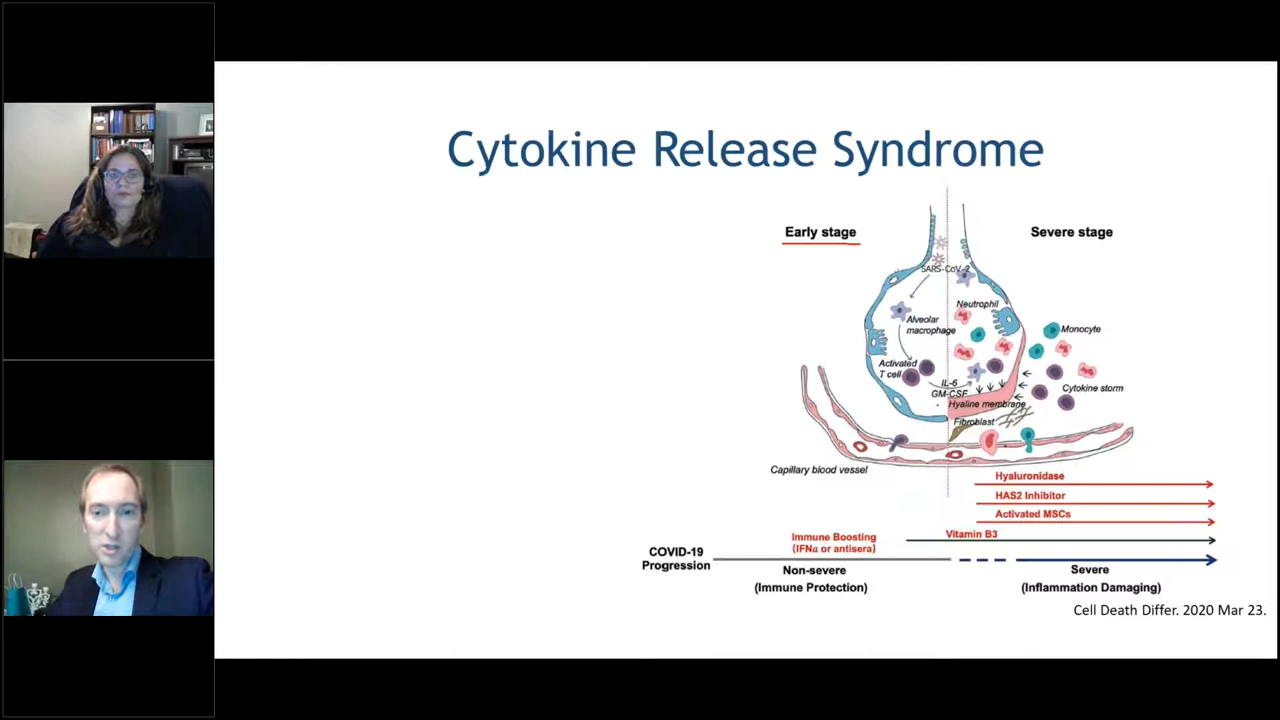 Cytokine Release Syndrome
Early stage
Severe stage
SARS-CoV-2
Neutrophil
Alveolar
macrophage
Monocyte
Activated
T cell
IL-6
GM-CSF
Cytokine storm
Hyaline membrane
Fibroblast
Capillary blood vessel
Hyaluronidase
HAS2 Inhibitor
Activated MSCs
Vitamin B3
Immune Boosting
(IFNα or antisera)
COVID-19
Progression
Non-severe
(Immune Protection)
Severe
(Inflammation Damaging)
Cell Death Differ. 2020 Mar 23.